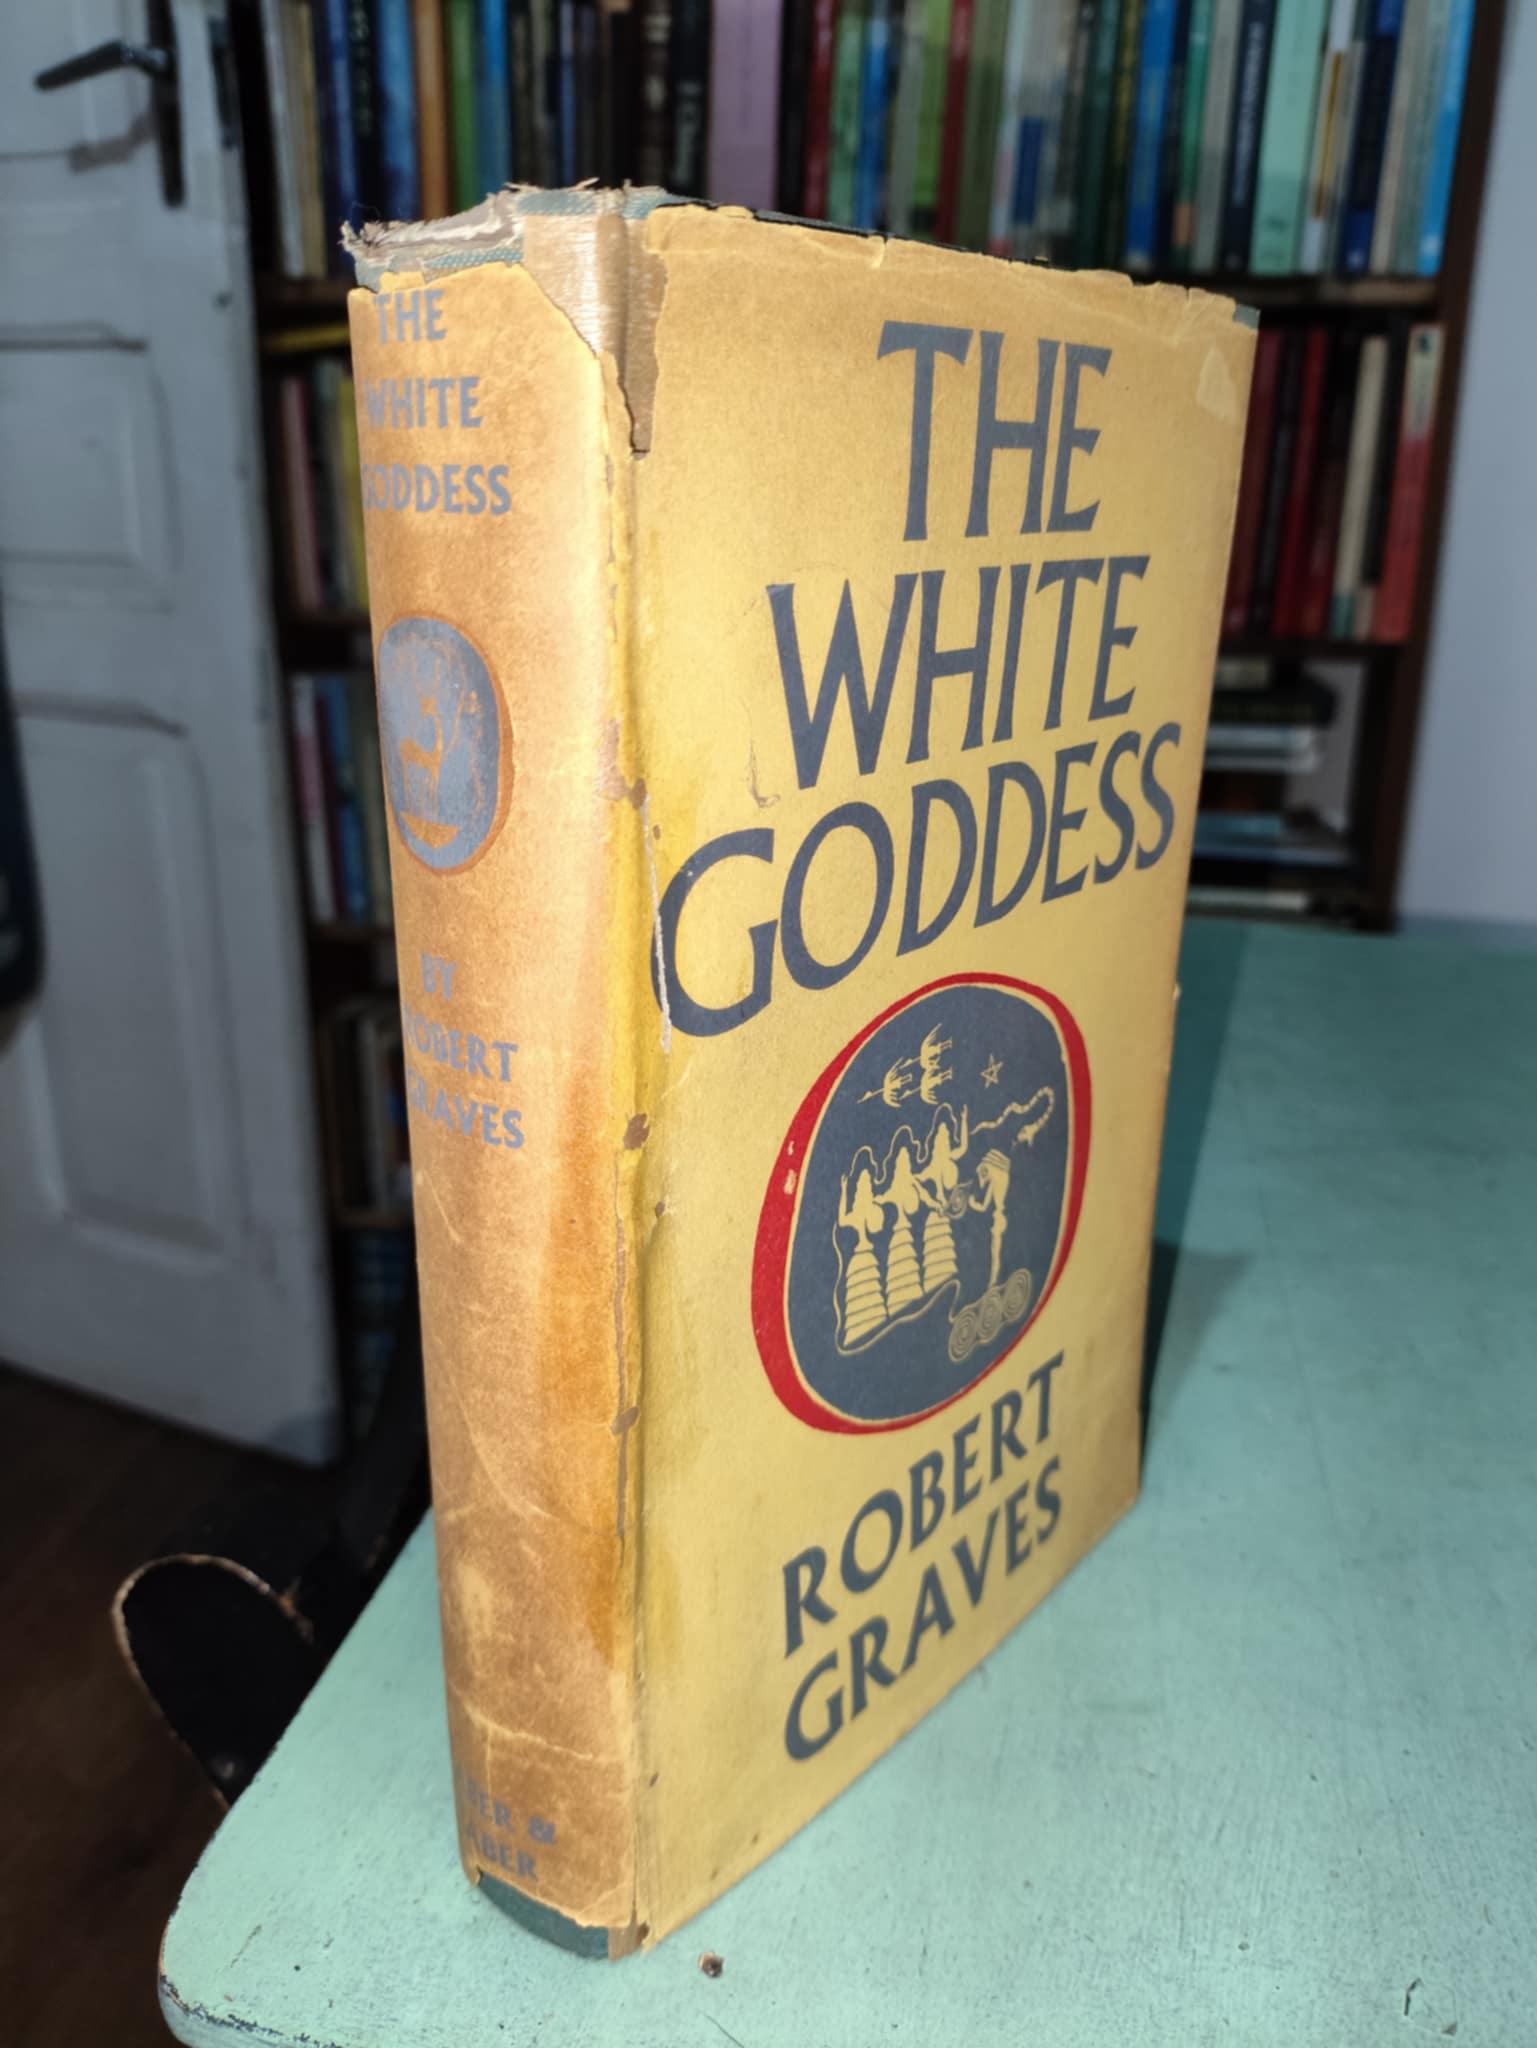 THE
WHITE
GODDESS
BY
ROBERT
GRAVES
&
THE
WHITE
GODDESS
ROBERT
GRAVES